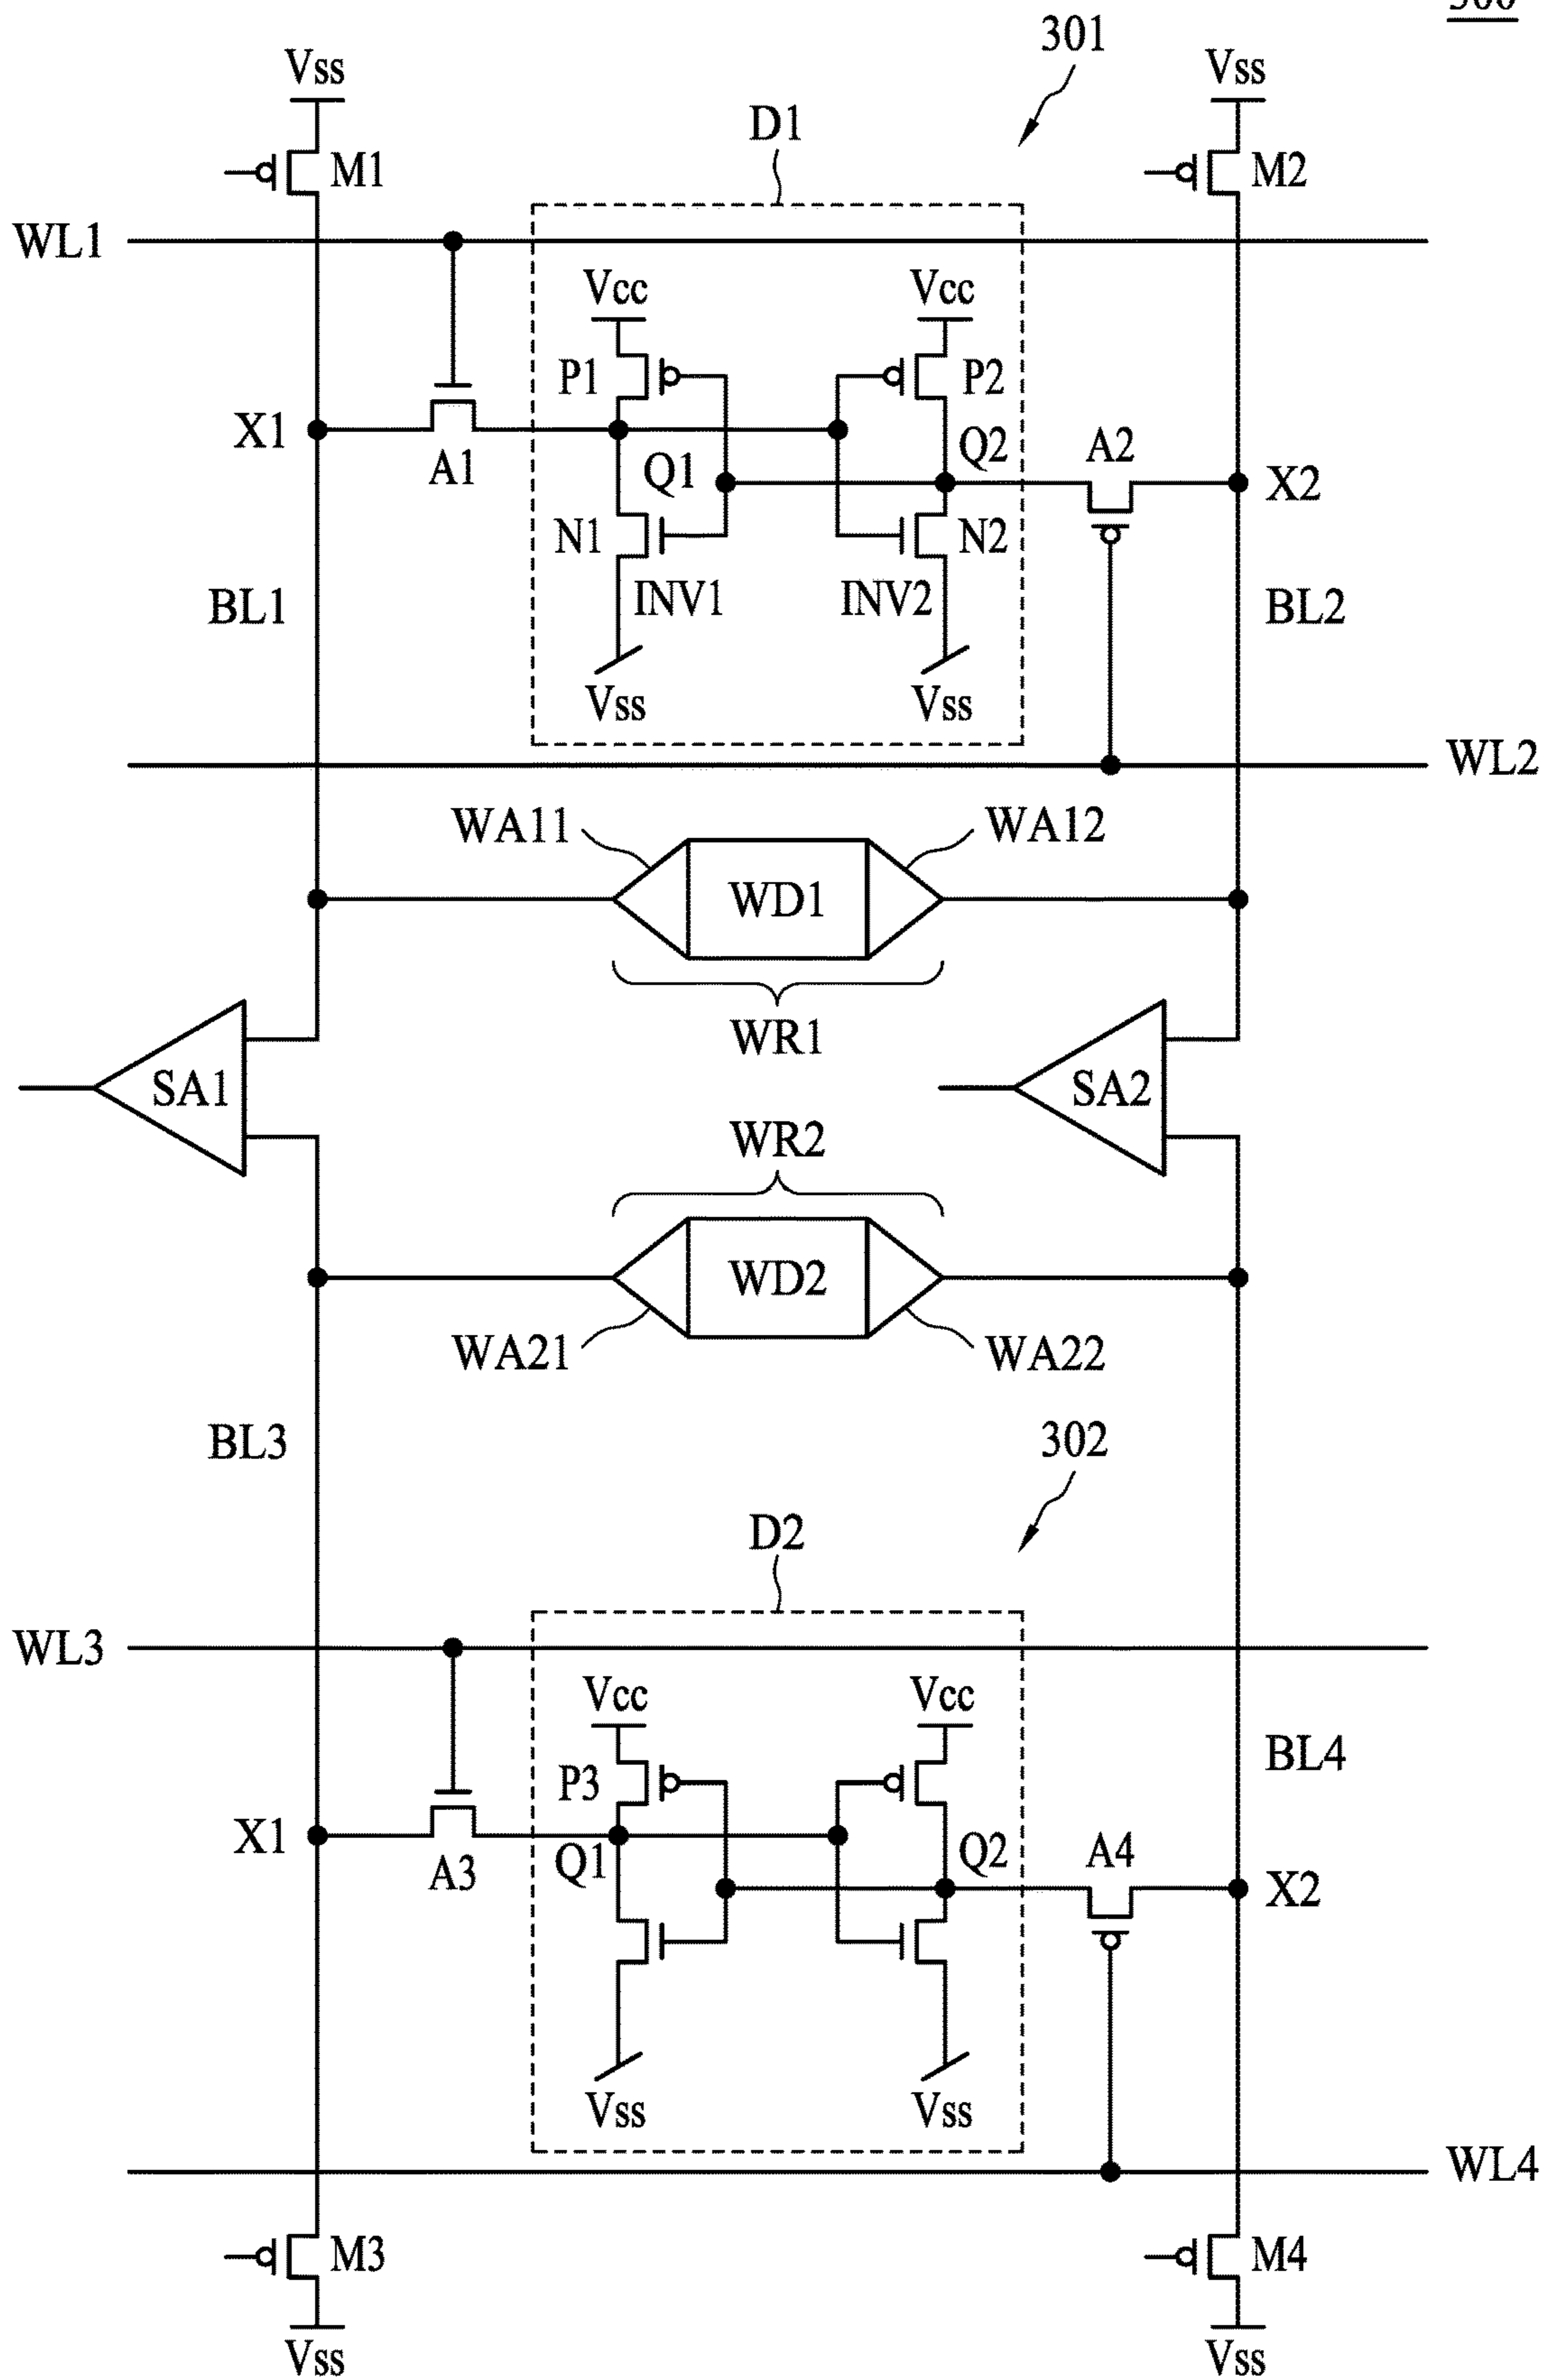 301
Vss
Vss
D1
M1
M2
WL1
Vcc
Vcc
P1
P2
X1
A1
Q1
Q2
A2
X2
N1
N2
BL1
INV1
INV2
BL2
Vss
Vss
WL2
WA11
WA12
WD1
WR1
SA1
SA2
WR2
WD2
WA21
WA22
BL3
302
D2
WL3
Vcc
Vcc
P3
BL4
X1
A3
Q1
Q2
A4
X2
Vss
Vss
WL4
M3
M4
Vss
Vss